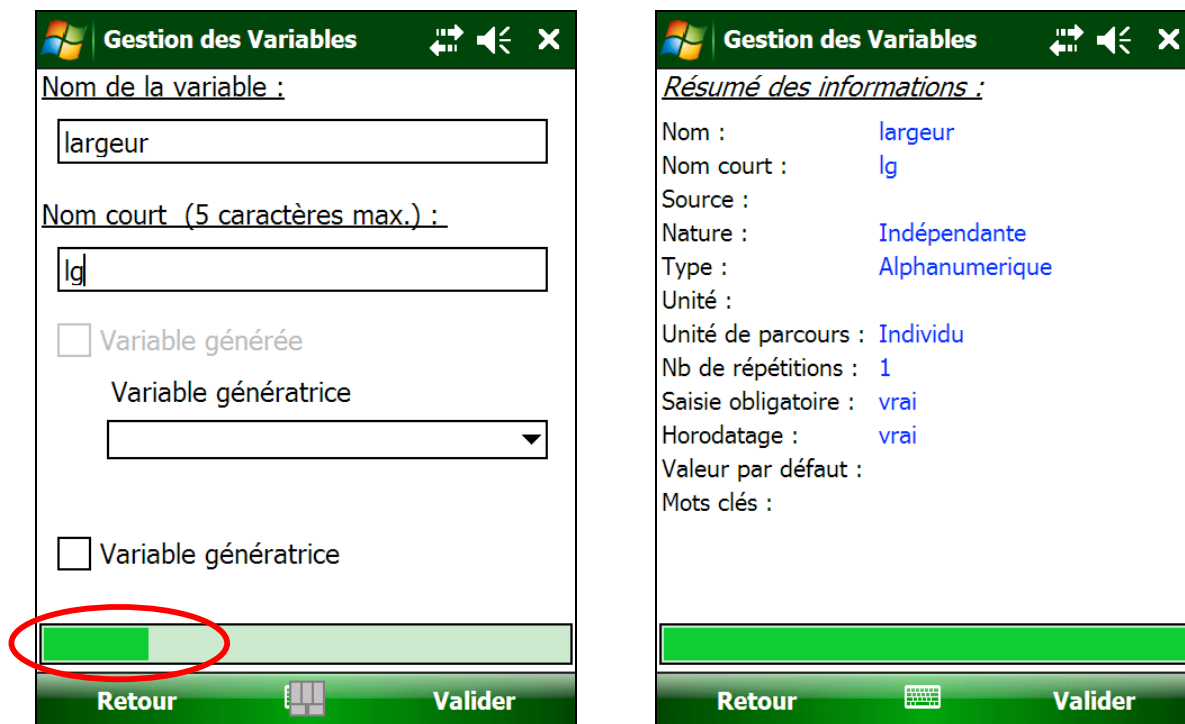 Gestion des Variables
Nom de la variable :
largeur
Nom court (5 caractères max.) :
lg
Variable générée
Variable génératrice
Variable génératrice
Retour Valider
Gestion des Variables
Résumé des informations :
Nom : largeur
Nom court : lg
Source :
Nature : Indépendante
Type : Alphanumerique
Unité :
Unité de parcours : Individu
Nb de répétitions : 1
Saisie obligatoire : vrai
Horodatage : vrai
Valeur par défaut :
Mots clés :
Retour Valider